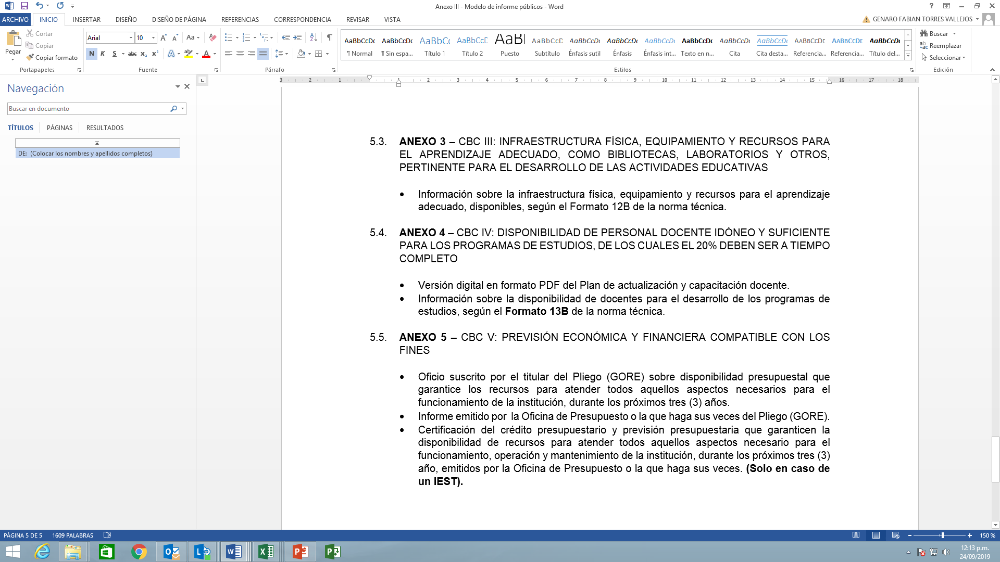 Anexo III - Modelo de informe públicos - Word
ARCHIVO INICIO INSERTAR DISEÑO DISEÑO DE PÁGINA REFERENCIAS CORRESPONDENCIA REVISAR VISTA
GENARO FABIAN TORRES VALLEJOS
Pegar
Cortar
Copiar
Copiar formato
Portapapeles
Arial 10
Aa
N K S abc x₂ x²
Fuente
Párrafo
AaBbCcDc AaBbCcDc AaBbCc AaBbCcD AaBl AaBbCcD AaBbCcDc AaBbCcDc AaBbCcDc AaBbCcDc AaBbCcDc AaBbCcDc AABBCCDE AABBCCDE AaBbCcDc
¶ Normal ¶ Sin espa... Título 1 Título 2 Puesto Subtítulo Énfasis sutil Énfasis Énfasis int... Texto en n... Cita Cita desta... Referencia... Referencia... Título del...
Estilos
Buscar
Reemplazar
Seleccionar
Edición
3 2 1 1 2 3 4 5 6 7 8 9 10 11 12 13 14 15 16 17 18
Navegación
Buscar en documento
TÍTULOS PÁGINAS RESULTADOS
DE: (Colocar los nombres y apellidos completos)
5.3. ANEXO 3 – CBC III: INFRAESTRUCTURA FÍSICA, EQUIPAMIENTO Y RECURSOS PARA
EL APRENDIZAJE ADECUADO, COMO BIBLIOTECAS, LABORATORIOS Y OTROS,
PERTINENTE PARA EL DESARROLLO DE LAS ACTIVIDADES EDUCATIVAS
• Información sobre la infraestructura física, equipamiento y recursos para el aprendizaje
adecuado, disponibles, según el Formato 12B de la norma técnica.
5.4. ANEXO 4 – CBC IV: DISPONIBILIDAD DE PERSONAL DOCENTE IDÓNEO Y SUFICIENTE
PARA LOS PROGRAMAS DE ESTUDIOS, DE LOS CUALES EL 20% DEBEN SER A TIEMPO
COMPLETO
• Versión digital en formato PDF del Plan de actualización y capacitación docente.
• Información sobre la disponibilidad de docentes para el desarrollo de los programas de
estudios, según el Formato 13B de la norma técnica.
5.5. ANEXO 5 – CBC V: PREVISIÓN ECONÓMICA Y FINANCIERA COMPATIBLE CON LOS
FINES
• Oficio suscrito por el titular del Pliego (GORE) sobre disponibilidad presupuestal que
garantice los recursos para atender todos aquellos aspectos necesarios para el
funcionamiento de la institución, durante los próximos tres (3) años.
• Informe emitido por la Oficina de Presupuesto o la que haga sus veces del Pliego (GORE).
• Certificación del crédito presupuestario y previsión presupuestaria que garanticen la
disponibilidad de recursos para atender todos aquellos aspectos necesario para el
funcionamiento, operación y mantenimiento de la institución, durante los próximos tres (3)
año, emitidos por la Oficina de Presupuesto o la que haga sus veces. (Solo en caso de
un IEST).
PÁGINA 5 DE 5 1609 PALABRAS
150 %
12:13 p.m.
24/09/2019